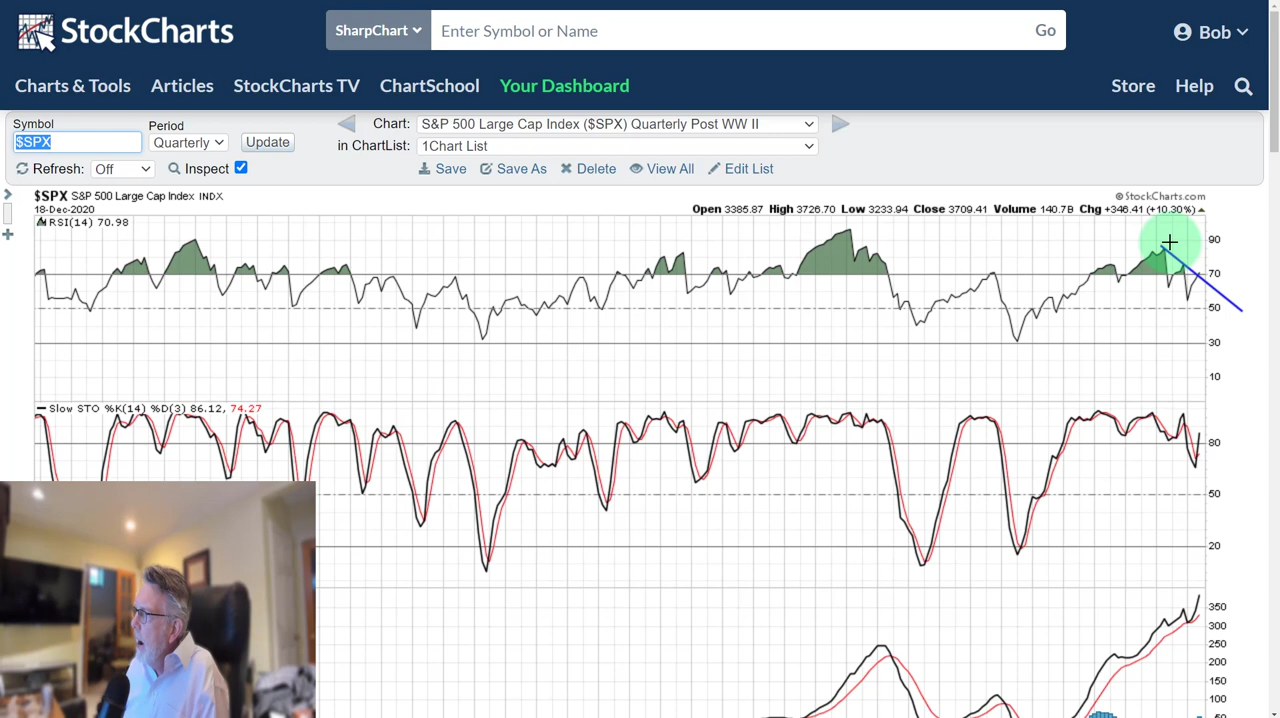 StockCharts
SharpChart Enter Symbol or Name Go
Bob
Charts & Tools Articles StockCharts TV ChartSchool Your Dashboard Store Help
Symbol Period Chart: S&P 500 Large Cap Index ($SPX) Quarterly Post WW II
$SPX Quarterly Update in ChartList: 1Chart List
Refresh: Off Inspect Save Save As Delete View All Edit List
$SPX S&P 500 Large Cap Index INDX © StockCharts.com
18-Dec-2020 Open 3385.87 High 3726.70 Low 3233.94 Close 3709.41 Volume 140.7B Chg +346.41 (+10.30%)
RSI(14) 70.98
90
70
50
30
10
Slow STO %K(14) %D(3) 86.12, 74.27
80
50
20
350
300
250
200
150
100
50